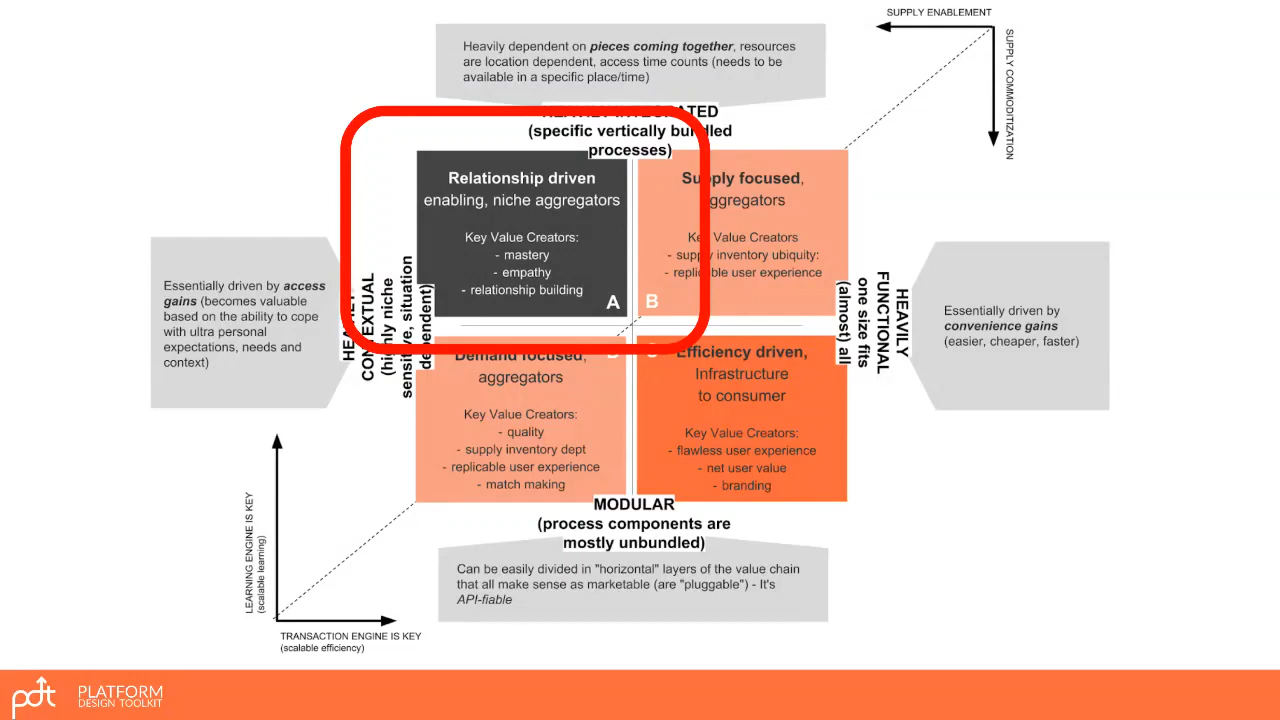 SUPPLY ENABLEMENT
SUPPLY COMMODITIZATION
Heavily dependent on pieces coming together, resources
are location dependent, access time counts (needs to be
available in a specific place/time)
(specific vertically bundled
processes)
Relationship driven
enabling, niche aggregators
Key Value Creators:
- mastery
- empathy
- relationship building
A
Supply focused,
aggregators
Key Value Creators
- supply inventory ubiquity:
- replicable user experience
B
Essentially driven by access
gains (becomes valuable
based on the ability to cope
with ultra personal
expectations, needs and
context)
CONTEXTUAL
(highly niche
sensitive, situation
dependent)
HEAVILY
FUNCTIONAL
one size fits
(almost) all
Essentially driven by
convenience gains
(easier, cheaper, faster)
Demand focused,
aggregators
Key Value Creators:
- quality
- supply inventory dept
- replicable user experience
- match making
Efficiency driven,
Infrastructure
to consumer
Key Value Creators:
- flawless user experience
- net user value
- branding
MODULAR
(process components are
mostly unbundled)
Can be easily divided in "horizontal" layers of the value chain
that all make sense as marketable (are "pluggable") - It's
API-fiable
LEARNING ENGINE IS KEY
(scalable learning)
TRANSACTION ENGINE IS KEY
(scalable efficiency)
pdt
PLATFORM
DESIGN TOOLKIT